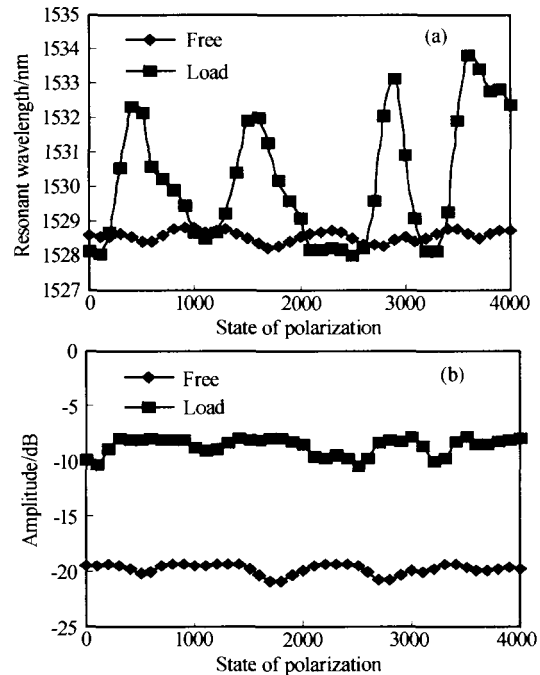 (a)
Free
Load
Resonant wavelength/nm
1535
1534
1533
1532
1531
1530
1529
1528
1527
0 1000 2000 3000 4000
State of polarization
(b)
Free
Load
Amplitude/dB
0
-5
-10
-15
-20
-25
0 1000 2000 3000 4000
State of polarization